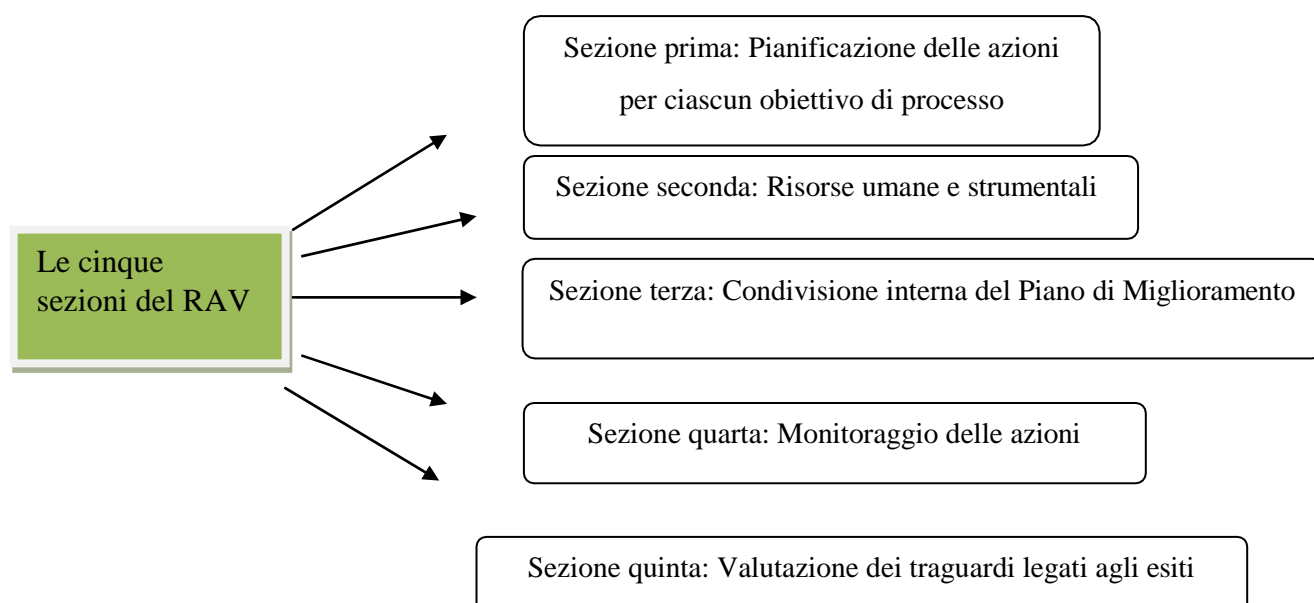 Sezione prima: Pianificazione delle azioni
per ciascun obiettivo di processo
Sezione seconda: Risorse umane e strumentali
Le cinque
sezioni del RAV
Sezione terza: Condivisione interna del Piano di Miglioramento
Sezione quarta: Monitoraggio delle azioni
Sezione quinta: Valutazione dei traguardi legati agli esiti